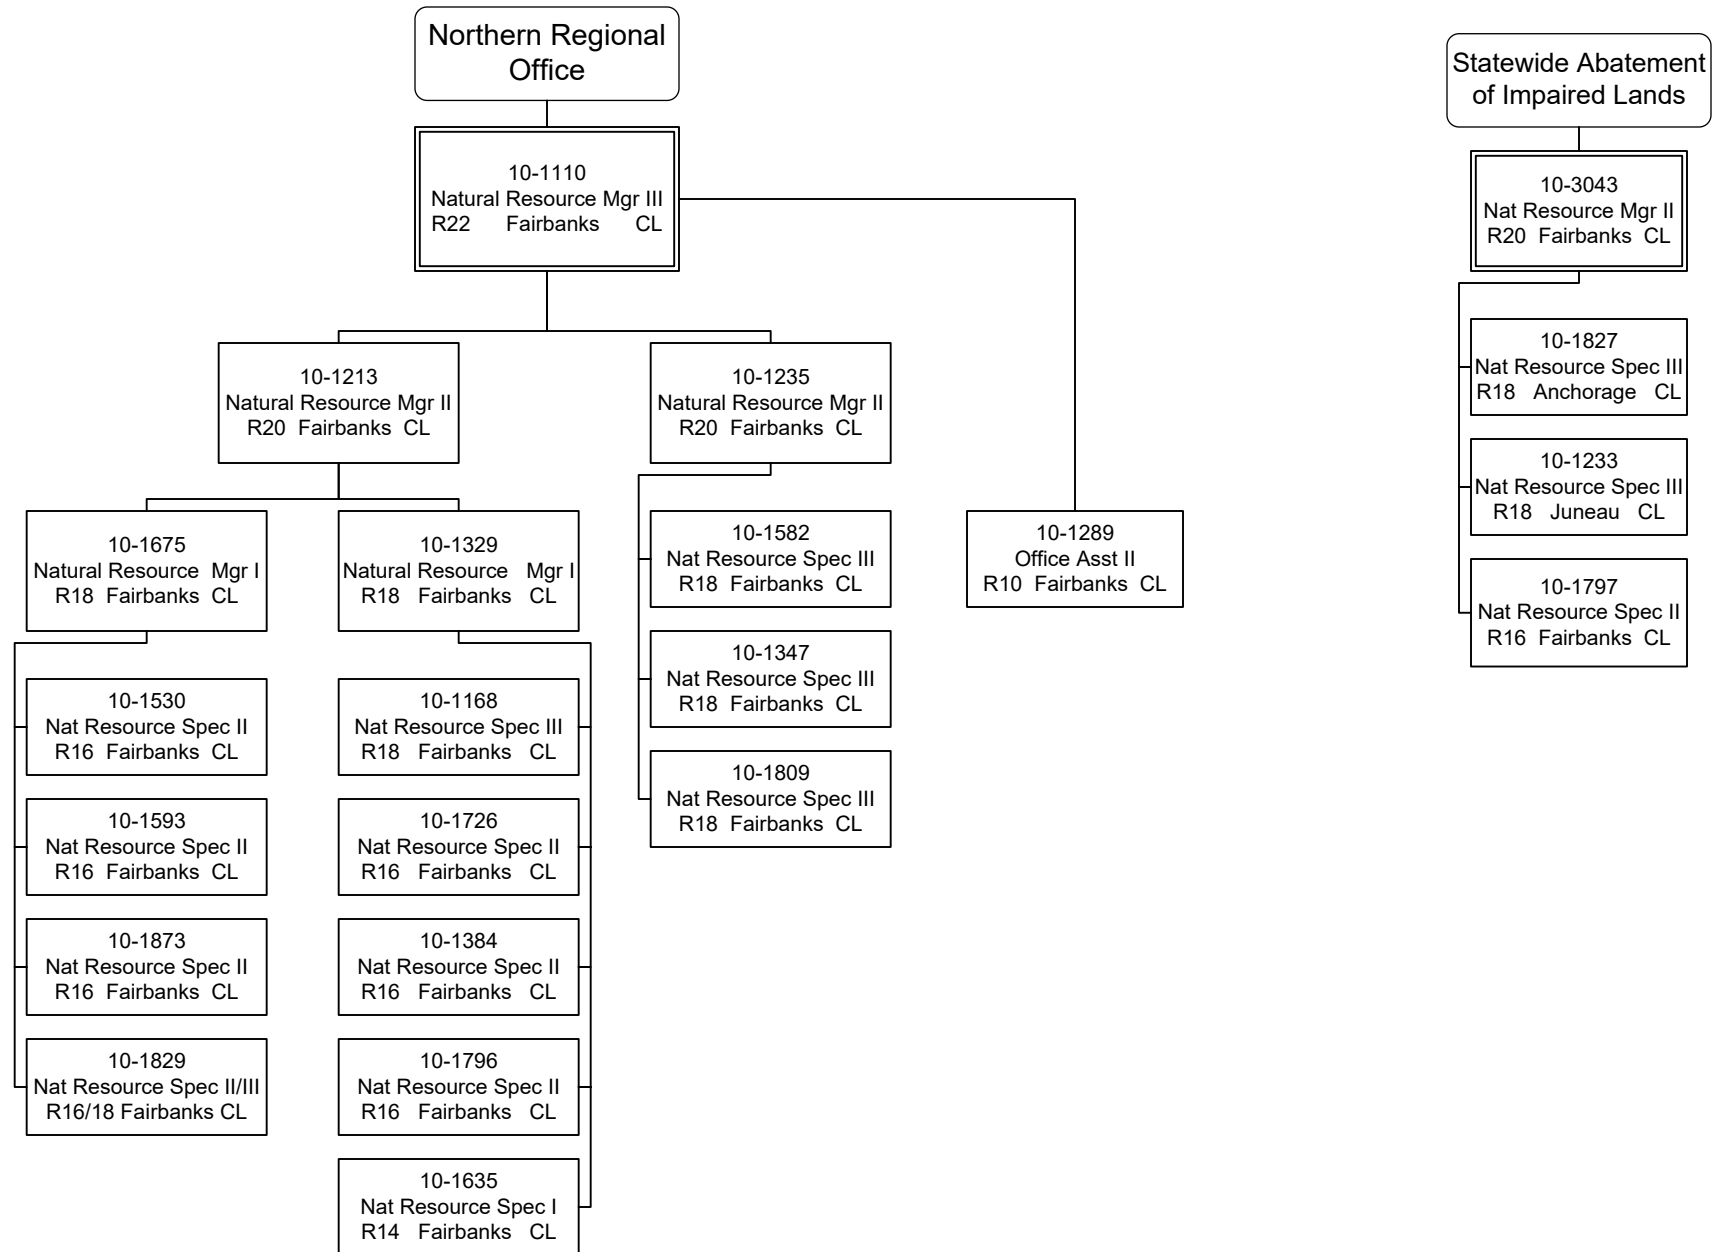 Northern Regional
Office
10-1110
Natural Resource Mgr III
R22 Fairbanks CL
10-1213
Natural Resource Mgr II
R20 Fairbanks CL
10-1235
Natural Resource Mgr II
R20 Fairbanks CL
10-1675
Natural Resource Mgr I
R18 Fairbanks CL
10-1329
Natural Resource Mgr I
R18 Fairbanks CL
10-1530
Nat Resource Spec II
R16 Fairbanks CL
10-1593
Nat Resource Spec II
R16 Fairbanks CL
10-1873
Nat Resource Spec II
R16 Fairbanks CL
10-1829
Nat Resource Spec II/III
R16/18 Fairbanks CL
10-1168
Nat Resource Spec III
R18 Fairbanks CL
10-1726
Nat Resource Spec II
R16 Fairbanks CL
10-1384
Nat Resource Spec II
R16 Fairbanks CL
10-1796
Nat Resource Spec II
R16 Fairbanks CL
10-1635
Nat Resource Spec I
R14 Fairbanks CL
10-1582
Nat Resource Spec III
R18 Fairbanks CL
10-1347
Nat Resource Spec III
R18 Fairbanks CL
10-1809
Nat Resource Spec III
R18 Fairbanks CL
10-1289
Office Asst II
R10 Fairbanks CL
Statewide Abatement
of Impaired Lands
10-3043
Nat Resource Mgr II
R20 Fairbanks CL
10-1827
Nat Resource Spec III
R18 Anchorage CL
10-1233
Nat Resource Spec III
R18 Juneau CL
10-1797
Nat Resource Spec II
R16 Fairbanks CL